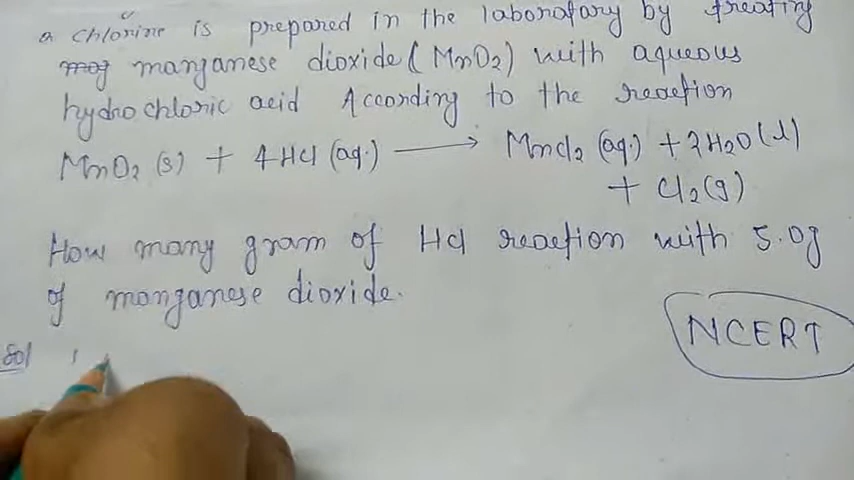 a chlorine is prepared in the laboratary by treating
manganese dioxide (MnO2) with aqueous
hydrochloric acid According to the reaction
MnO2 (s) + 4HCl (aq.) → MnCl2 (aq.) + 2H2O (l)
+ Cl2 (g)
How many gram of HCl reaction with 5.0g
of manganese dioxide.
NCERT
Sol